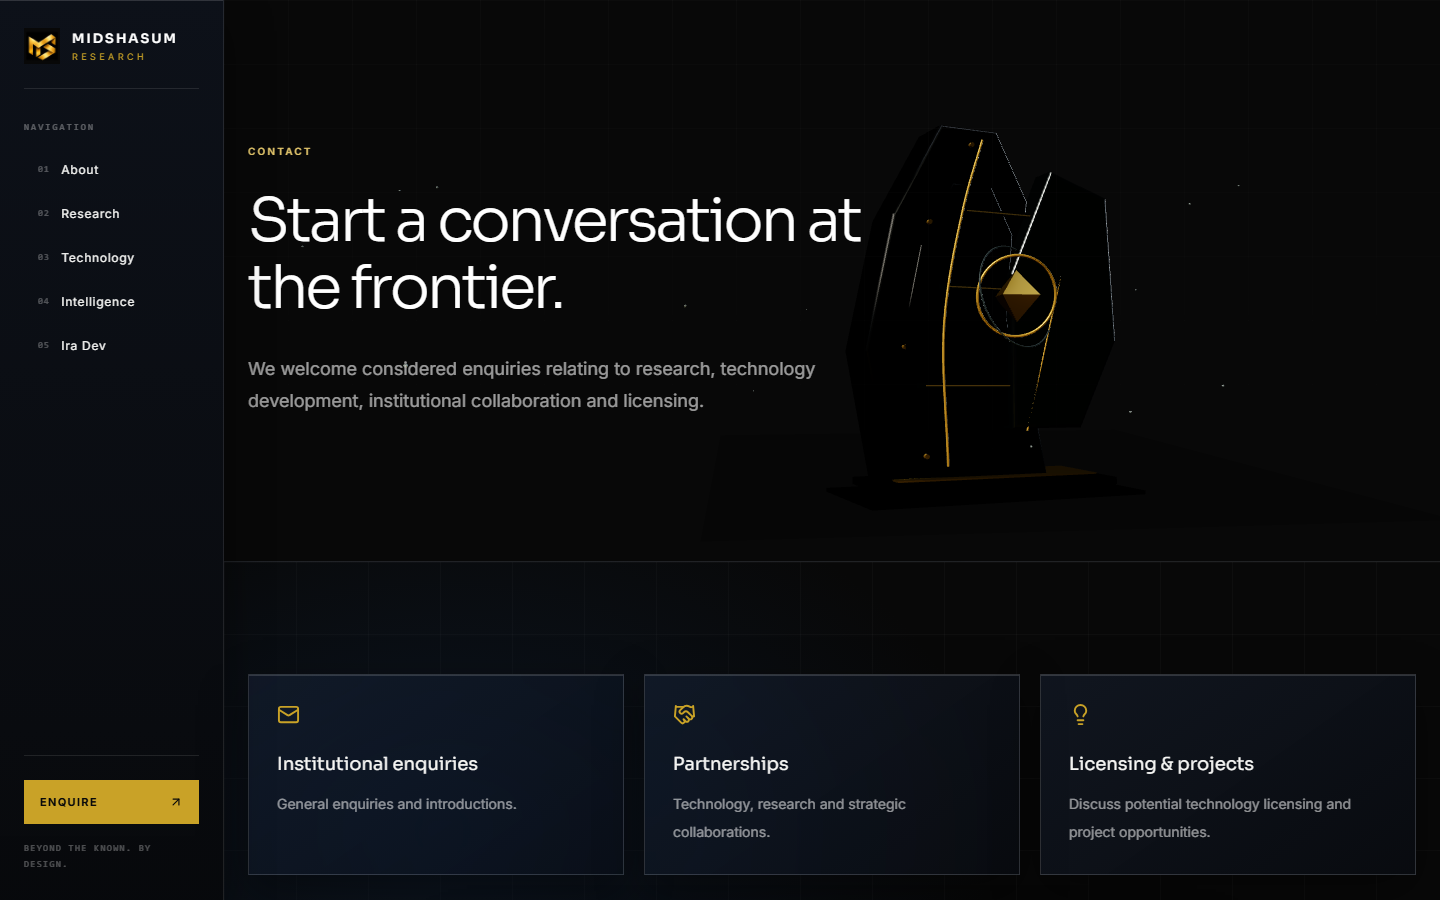 MIDSHASUM
RESEARCH
NAVIGATION
01 About
02 Research
03 Technology
04 Intelligence
05 Ira Dev
ENQUIRE
BEYOND THE KNOWN. BY
DESIGN.
CONTACT
Start a conversation at
the frontier.
We welcome considered enquiries relating to research, technology
development, institutional collaboration and licensing.
Institutional enquiries
General enquiries and introductions.
Partnerships
Technology, research and strategic
collaborations.
Licensing & projects
Discuss potential technology licensing and
project opportunities.